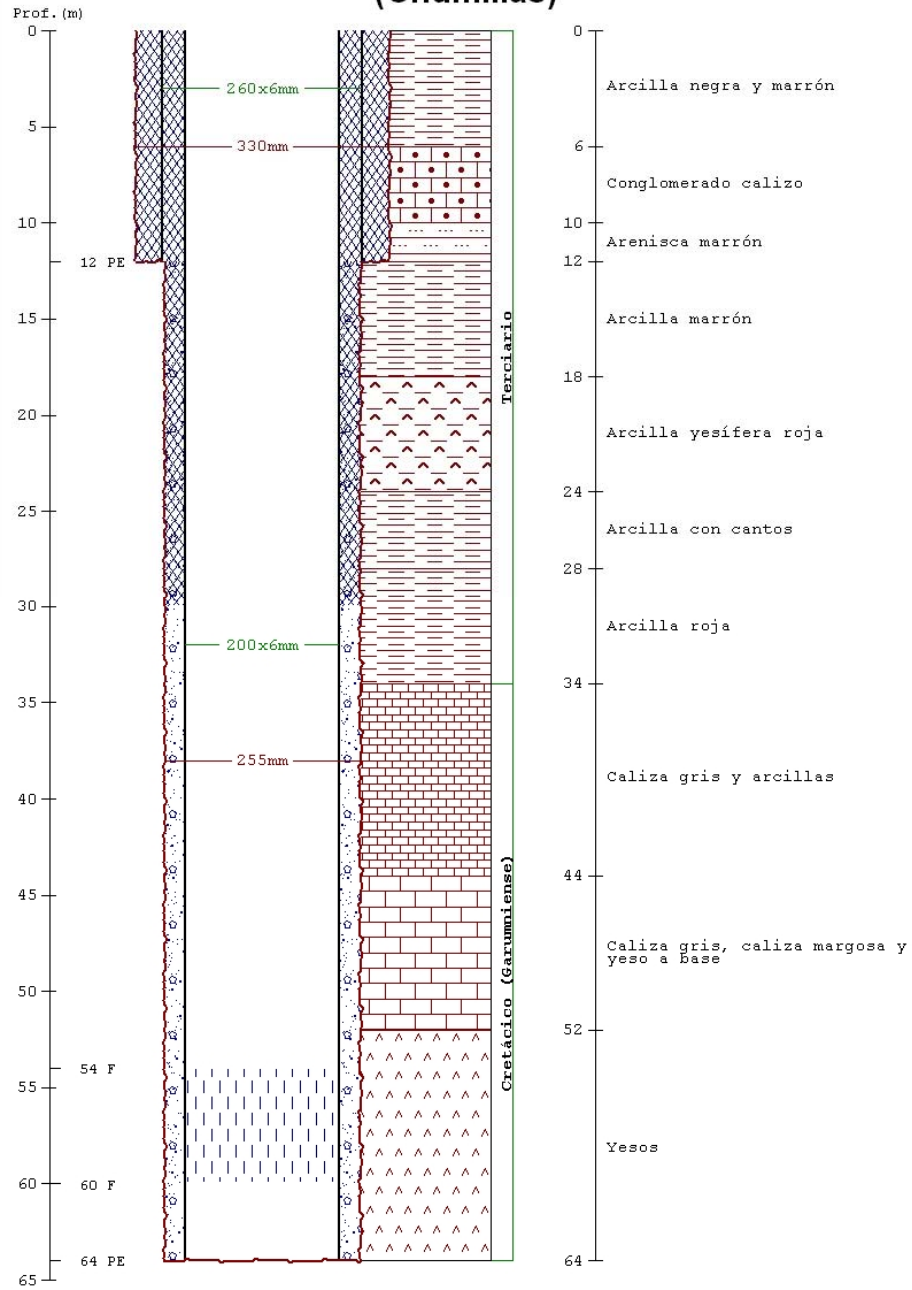 (Chumillas)
Prof.(m)
0
5
10
15
20
25
30
35
40
45
50
55
60
65
12 PE
54 F
60 F
64 PE
260x6mm
330mm
200x6mm
255mm
Terciario
Cretácico (Garumniense)
0
Arcilla negra y marrón
6
Conglomerado calizo
10
Arenisca marrón
12
Arcilla marrón
18
Arcilla yesífera roja
24
Arcilla con cantos
28
Arcilla roja
34
Caliza gris y arcillas
44
Caliza gris, caliza margosa y
yeso a base
52
Yesos
64